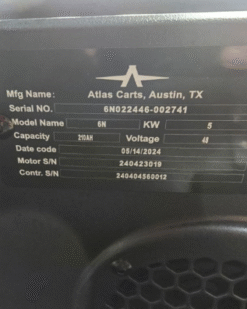 Mfg Name: Atlas Carts, Austin, TX
Serial NO. 6N022446-002741
Model Name 6N KW 5
Capacity 210AH Voltage 48
Date code 05/14/2024
Motor S/N 240423019
Contr. S/N 240404560012